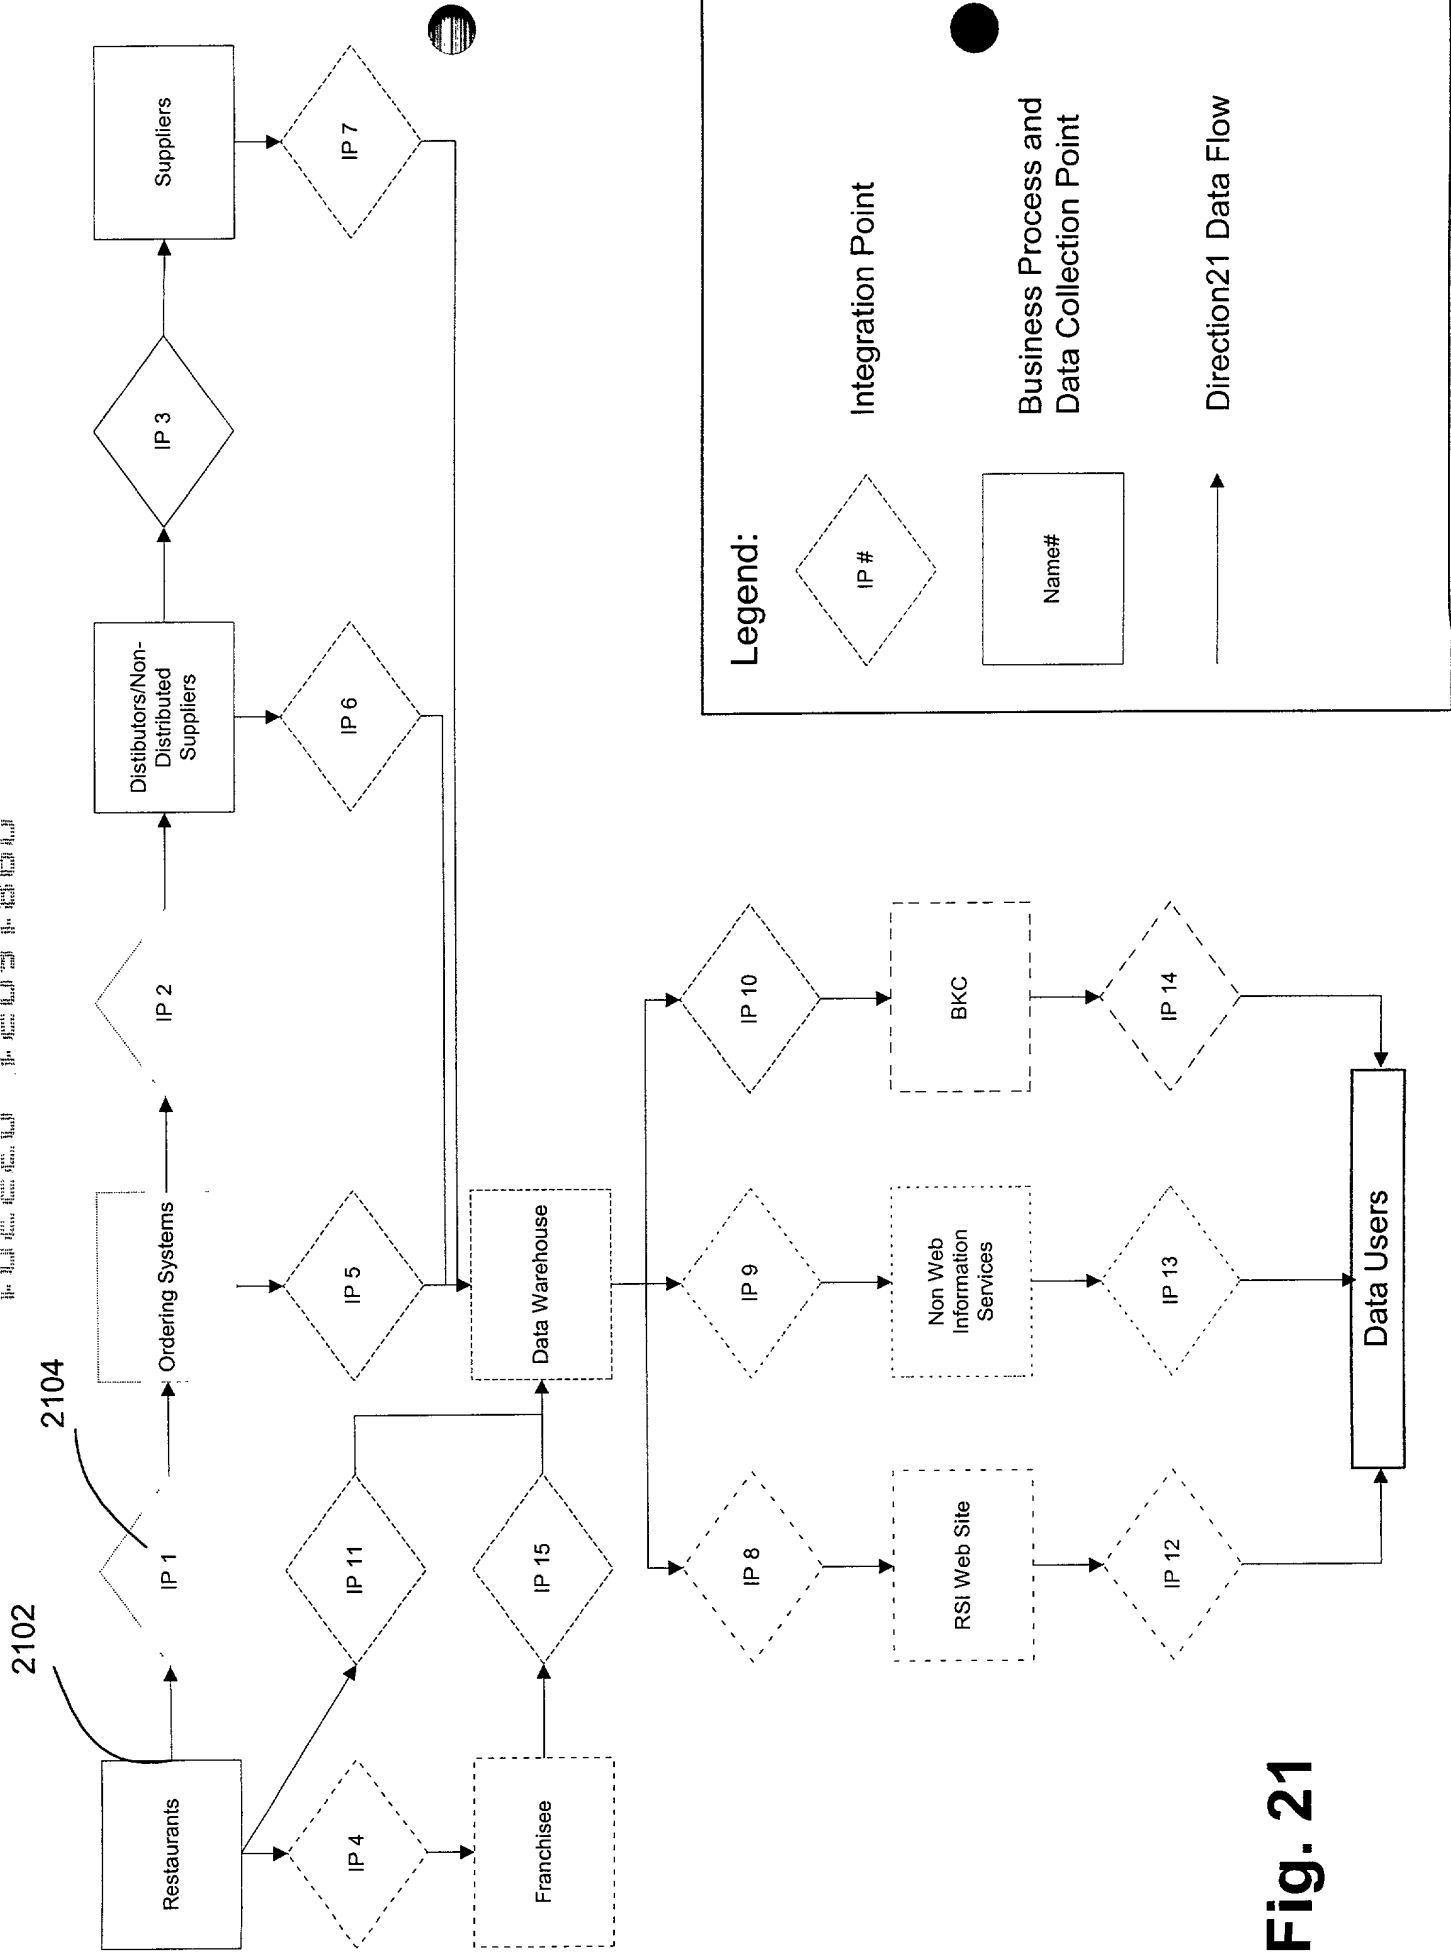 2102
2104
Restaurants
IP 1
Ordering Systems
IP 2
Distibutors/Non-
Distributed
Suppliers
IP 3
Suppliers
IP 4
IP 11
IP 5
IP 6
IP 7
Franchisee
IP 15
Data Warehouse
IP 8
IP 9
IP 10
RSI Web Site
Non Web
Information
Services
BKC
IP 12
IP 13
IP 14
Data Users
Legend:
IP #
Integration Point
Name#
Business Process and
Data Collection Point
Direction21 Data Flow
Fig. 21